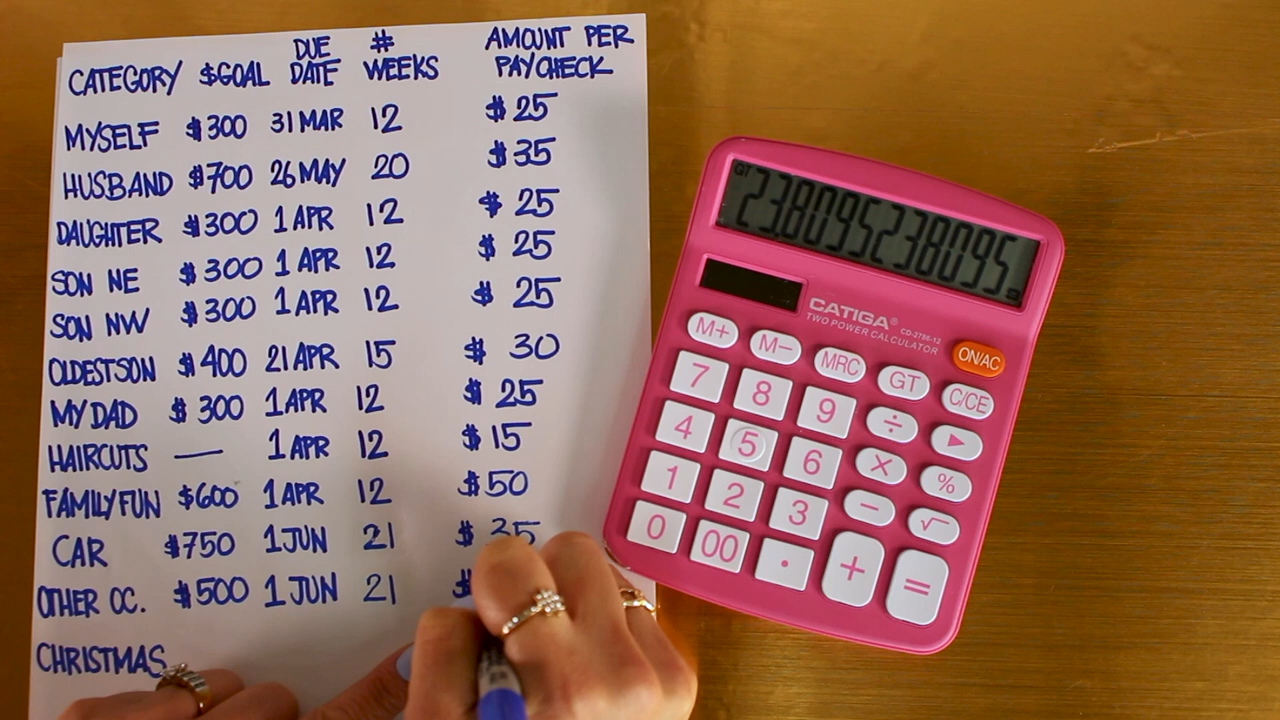 CATEGORY $GOAL DUE DATE # WEEKS AMOUNT PER PAYCHECK
MYSELF $300 31 MAR 12 $25
HUSBAND $700 26 MAY 20 $35
DAUGHTER $300 1 APR 12 $25
SON NE $300 1 APR 12 $25
SON NW $300 1 APR 12 $25
OLDEST SON $400 21 APR 15 $30
MY DAD $300 1 APR 12 $25
HAIRCUTS — 1 APR 12 $15
FAMILY FUN $600 1 APR 12 $50
CAR $750 1 JUN 21 $35
OTHER OC. $500 1 JUN 21 $
CHRISTMAS
GT
23.8095238095
CATIGA®
CD-2786-12
TWO POWER CALCULATOR
M+ M− MRC GT ON/AC
7 8 9 ÷ C/CE
4 5 6 × ▶
1 2 3 − %
0 00 . + = √